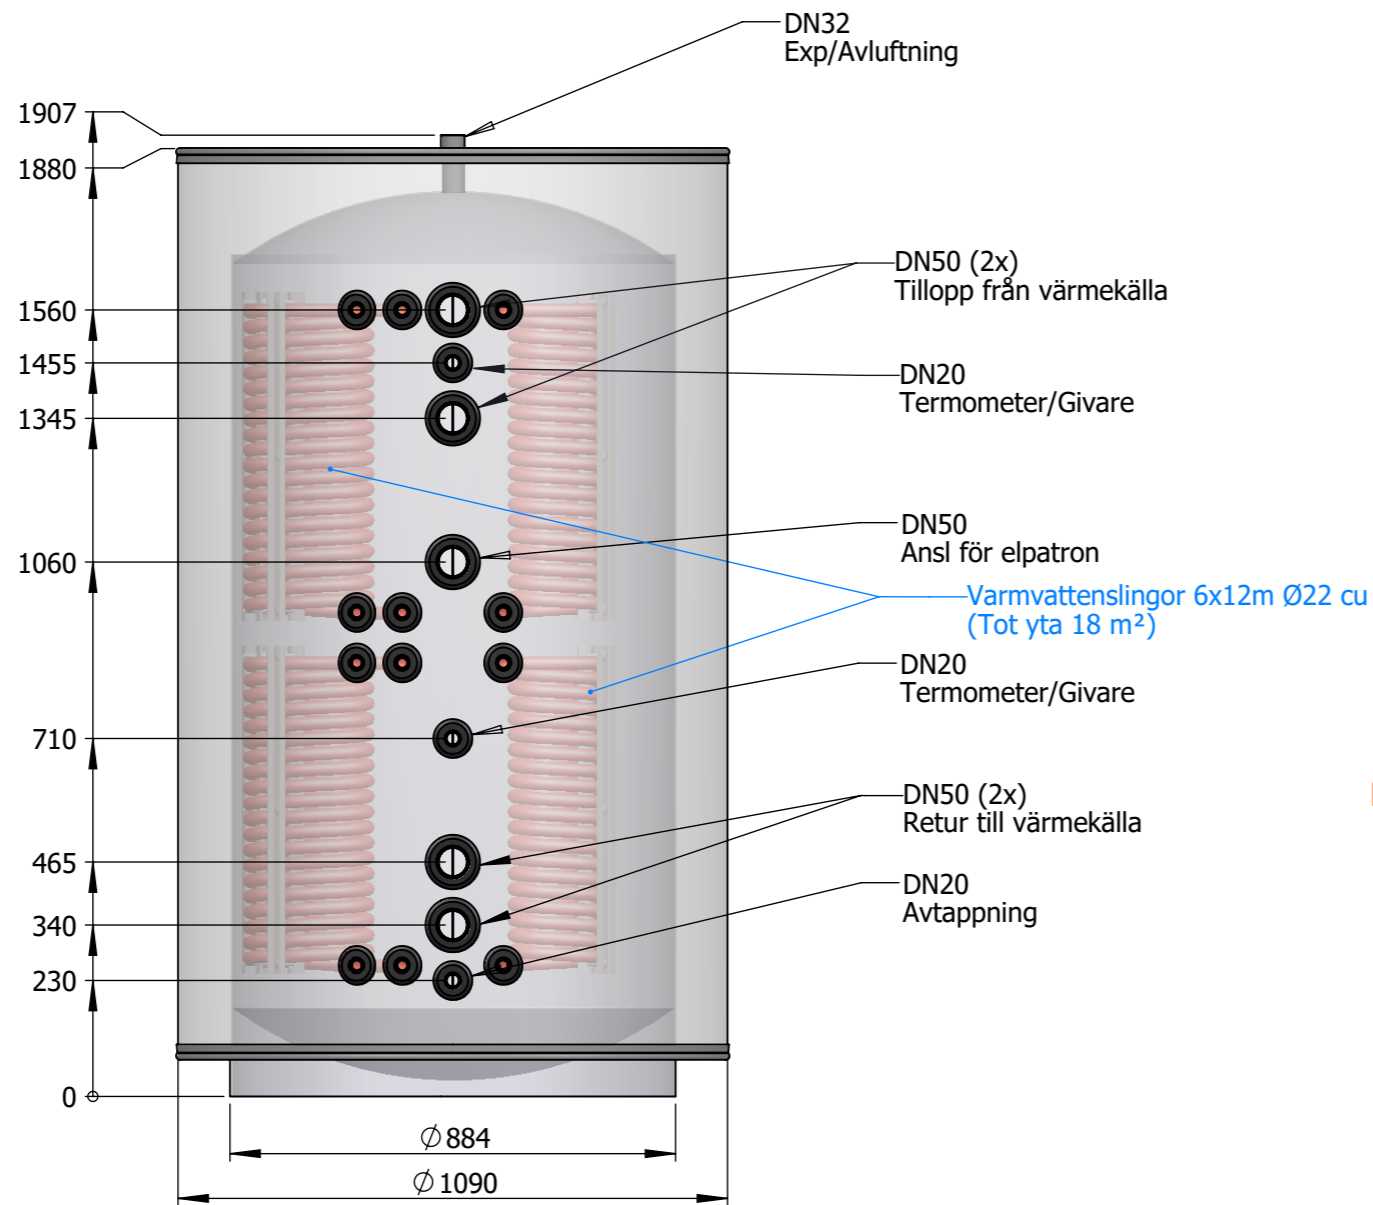 DN32
Exp/Avluftning
1907
1880
DN50 (2x)
Tillopp från värmekälla
1560
1455
DN20
Termometer/Givare
1345
DN50
Ansl för elpatron
1060
Varmvattenslingor 6x12m Ø22 cu
(Tot yta 18 m²)
DN20
Termometer/Givare
710
DN50 (2x)
Retur till värmekälla
465
DN20
Avtappning
340
230
0
∅884
∅1090